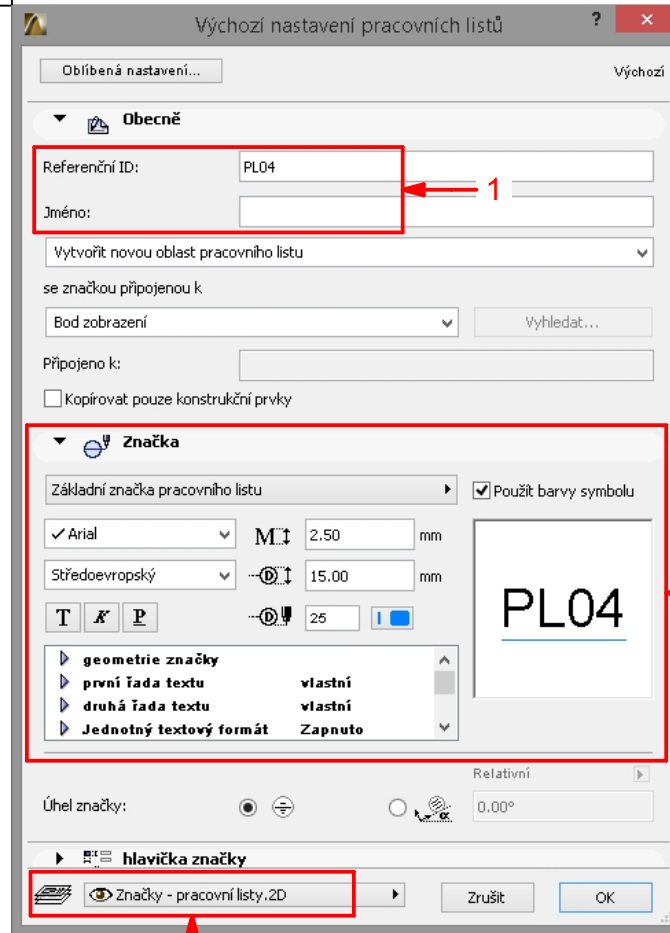 Výchozí nastavení pracovních listů ? ×
Oblíbená nastavení... Výchozí
Obecně
Referenční ID: PL04
1
Jméno:
Vytvořit novou oblast pracovního listu
se značkou připojenou k
Bod zobrazení Vyhledat...
Připojeno k:
Kopírovat pouze konstrukční prvky
Značka
Základní značka pracovního listu Použít barvy symbolu
Arial M 2.50 mm
Středoevropský D 15.00 mm
T K P D 25
PL04
geometrie značky
první řada textu vlastní
druhá řada textu vlastní
Jednotný textový formát Zapnuto
Relativní
Úhel značky: α 0.00°
hlavička značky
Značky - pracovní listy.2D Zrušit OK